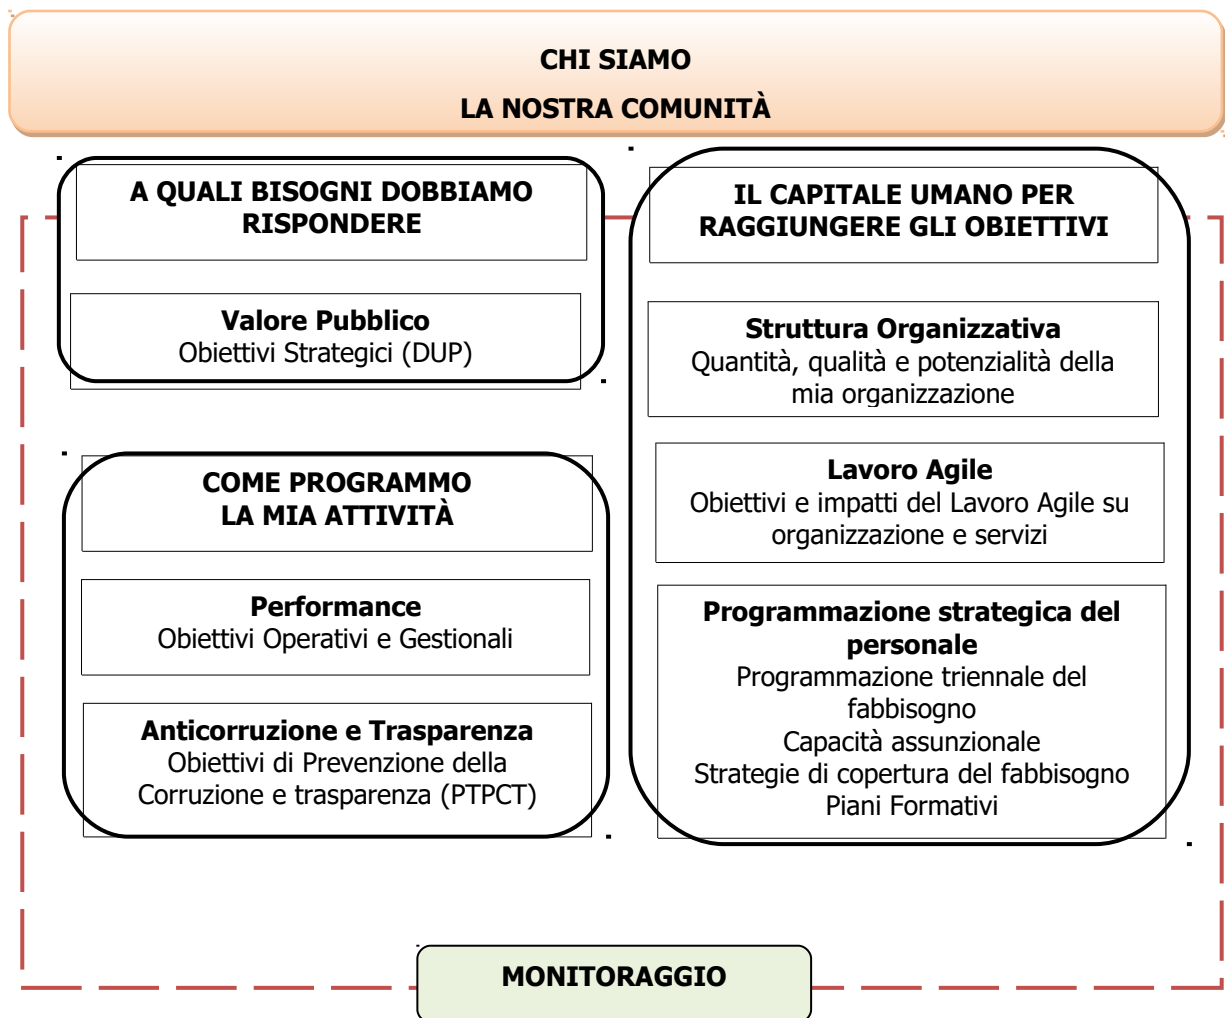 CHI SIAMO
LA NOSTRA COMUNITÀ
A QUALI BISOGNI DOBBIAMO
RISPONDERE
Valore Pubblico
Obiettivi Strategici (DUP)
COME PROGRAMMO
LA MIA ATTIVITÀ
Performance
Obiettivi Operativi e Gestionali
Anticorruzione e Trasparenza
Obiettivi di Prevenzione della
Corruzione e trasparenza (PTPCT)
IL CAPITALE UMANO PER
RAGGIUNGERE GLI OBIETTIVI
Struttura Organizzativa
Quantità, qualità e potenzialità della
mia organizzazione
Lavoro Agile
Obiettivi e impatti del Lavoro Agile su
organizzazione e servizi
Programmazione strategica del
personale
Programmazione triennale del
fabbisogno
Capacità assunzionale
Strategie di copertura del fabbisogno
Piani Formativi
MONITORAGGIO